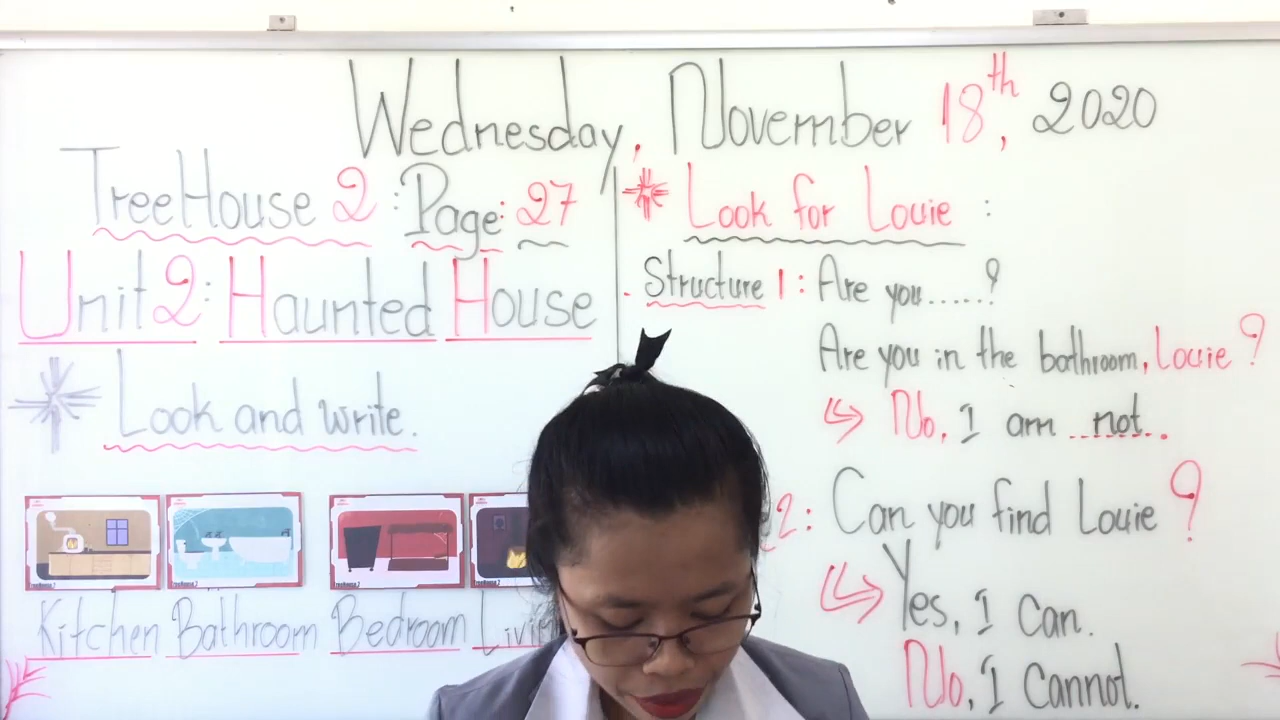 Wednesday, November 18th, 2020
TreeHouse 2 : Page: 27
Unit 2: Haunted House
Look and write.
Kitchen Bathroom Bedroom
* Look for Louie :
. Structure 1: Are you......?
Are you in the bathroom, Louie?
No, I am ..not..
2: Can you find Louie?
Yes, I Can.
No, I Cannot.